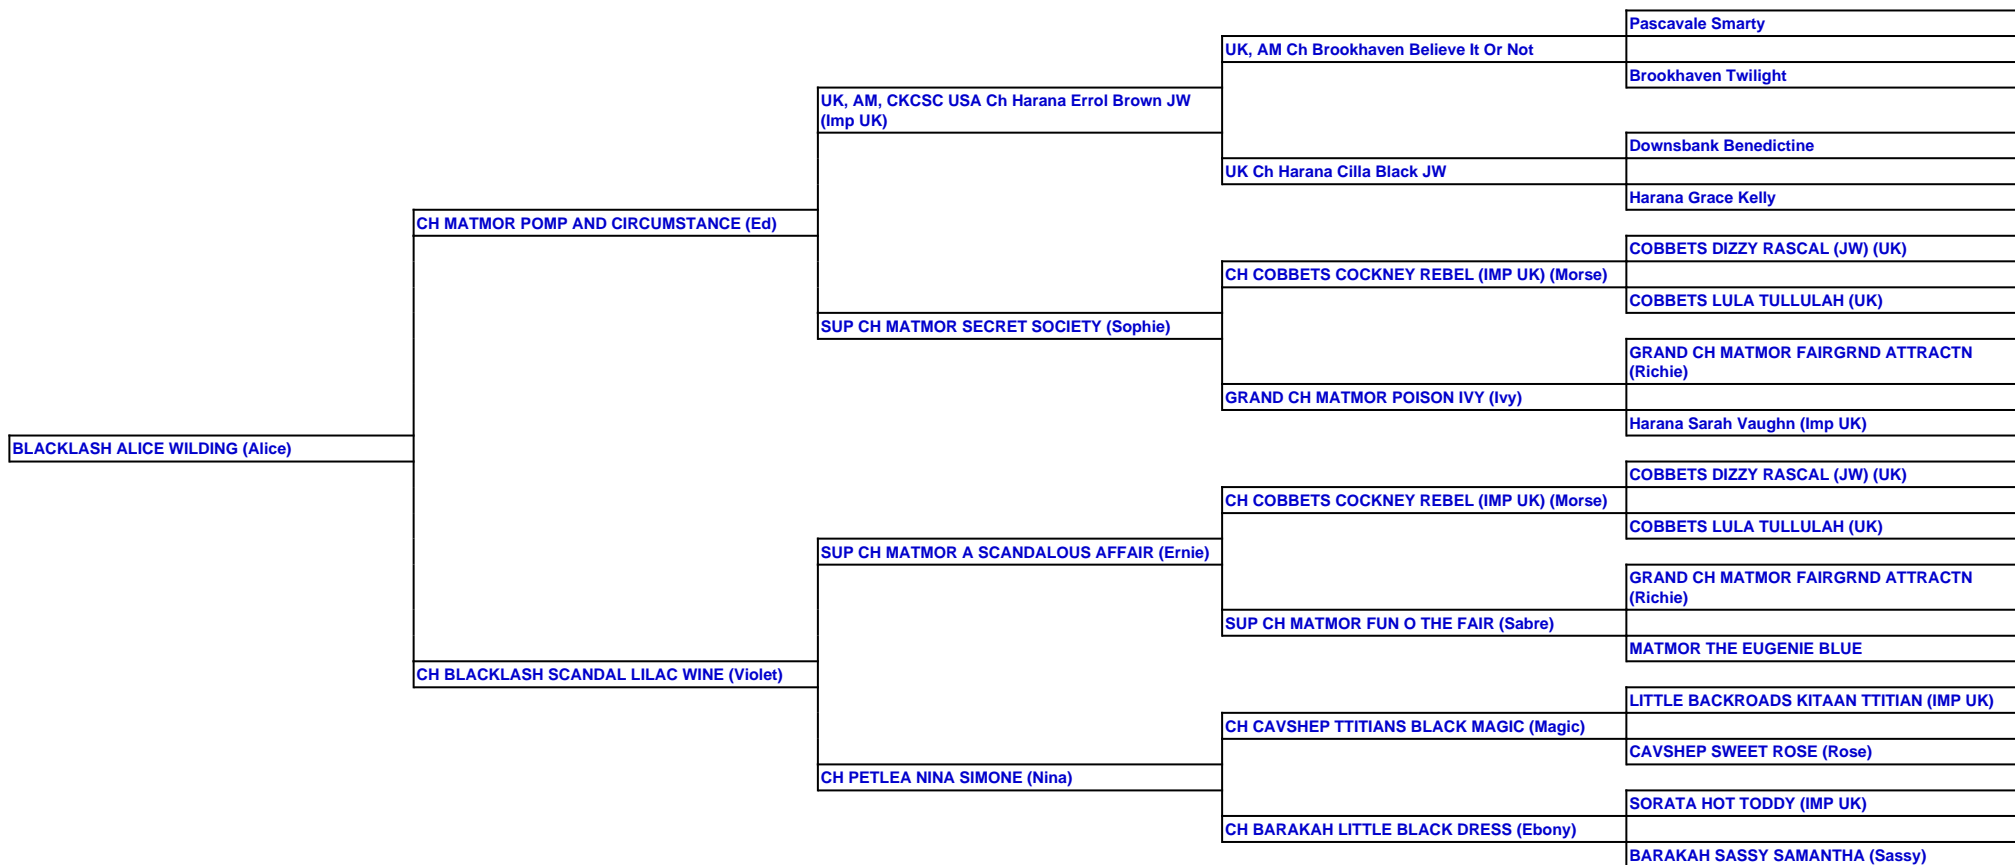 Pascavale Smarty
UK, AM Ch Brookhaven Believe It Or Not
Brookhaven Twilight
UK, AM, CKCSC USA Ch Harana Errol Brown JW
(Imp UK)
Downsbank Benedictine
UK Ch Harana Cilla Black JW
Harana Grace Kelly
CH MATMOR POMP AND CIRCUMSTANCE (Ed)
COBBETS DIZZY RASCAL (JW) (UK)
CH COBBETS COCKNEY REBEL (IMP UK) (Morse)
COBBETS LULA TULLULAH (UK)
SUP CH MATMOR SECRET SOCIETY (Sophie)
GRAND CH MATMOR FAIRGRND ATTRACTN
(Richie)
GRAND CH MATMOR POISON IVY (Ivy)
Harana Sarah Vaughn (Imp UK)
BLACKLASH ALICE WILDING (Alice)
COBBETS DIZZY RASCAL (JW) (UK)
CH COBBETS COCKNEY REBEL (IMP UK) (Morse)
COBBETS LULA TULLULAH (UK)
SUP CH MATMOR A SCANDALOUS AFFAIR (Ernie)
GRAND CH MATMOR FAIRGRND ATTRACTN
(Richie)
SUP CH MATMOR FUN O THE FAIR (Sabre)
MATMOR THE EUGENIE BLUE
CH BLACKLASH SCANDAL LILAC WINE (Violet)
LITTLE BACKROADS KITAAN TTITIAN (IMP UK)
CH CAVSHEP TTITIANS BLACK MAGIC (Magic)
CAVSHEP SWEET ROSE (Rose)
CH PETLEA NINA SIMONE (Nina)
SORATA HOT TODDY (IMP UK)
CH BARAKAH LITTLE BLACK DRESS (Ebony)
BARAKAH SASSY SAMANTHA (Sassy)